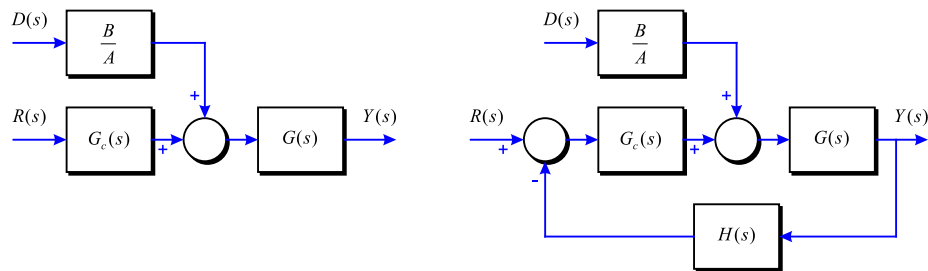 D(s)
B
A
+
R(s)
G_c(s)
+
G(s)
Y(s)
D(s)
B
A
+
R(s)
+
-
G_c(s)
+
G(s)
Y(s)
H(s)